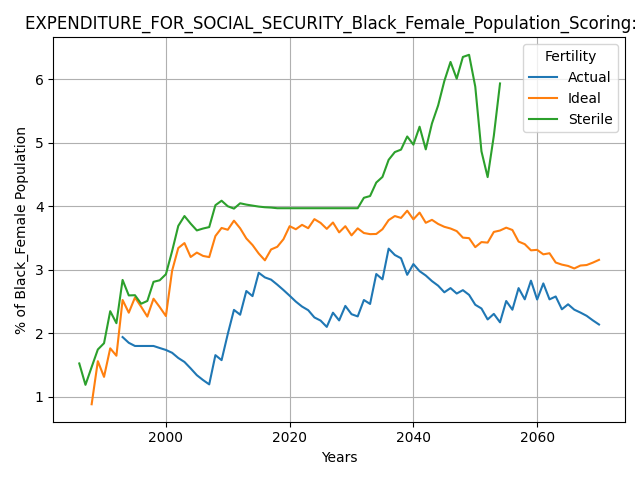 EXPENDITURE_FOR_SOCIAL_SECURITY_Black_Female_Population_Scoring:
Fertility
Actual
Ideal
Sterile
% of Black_Female Population
6
5
4
3
2
1
2000 2020 2040 2060
Years